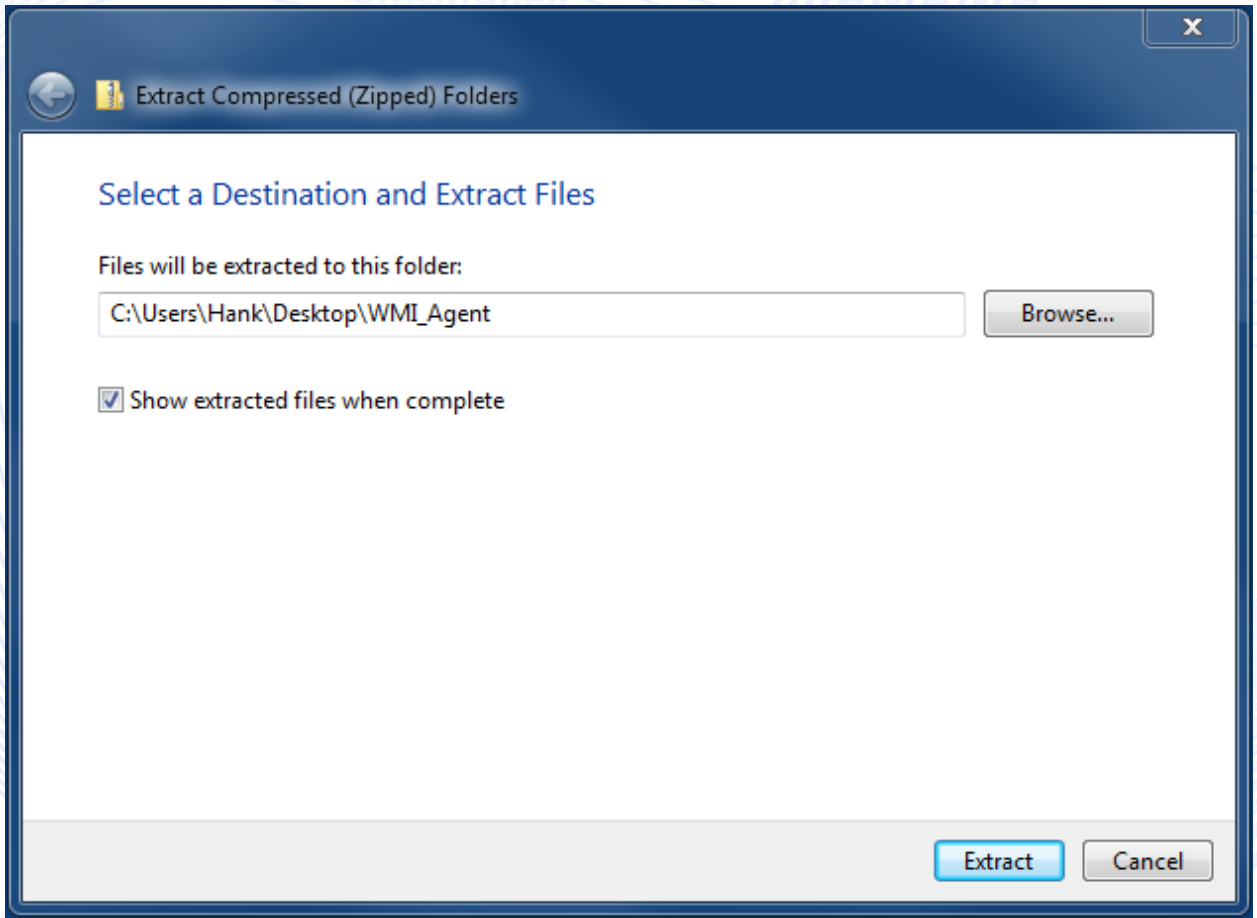 X
Extract Compressed (Zipped) Folders
Select a Destination and Extract Files
Files will be extracted to this folder:
C:\Users\Hank\Desktop\WMI_Agent
Browse...
Show extracted files when complete
Extract
Cancel